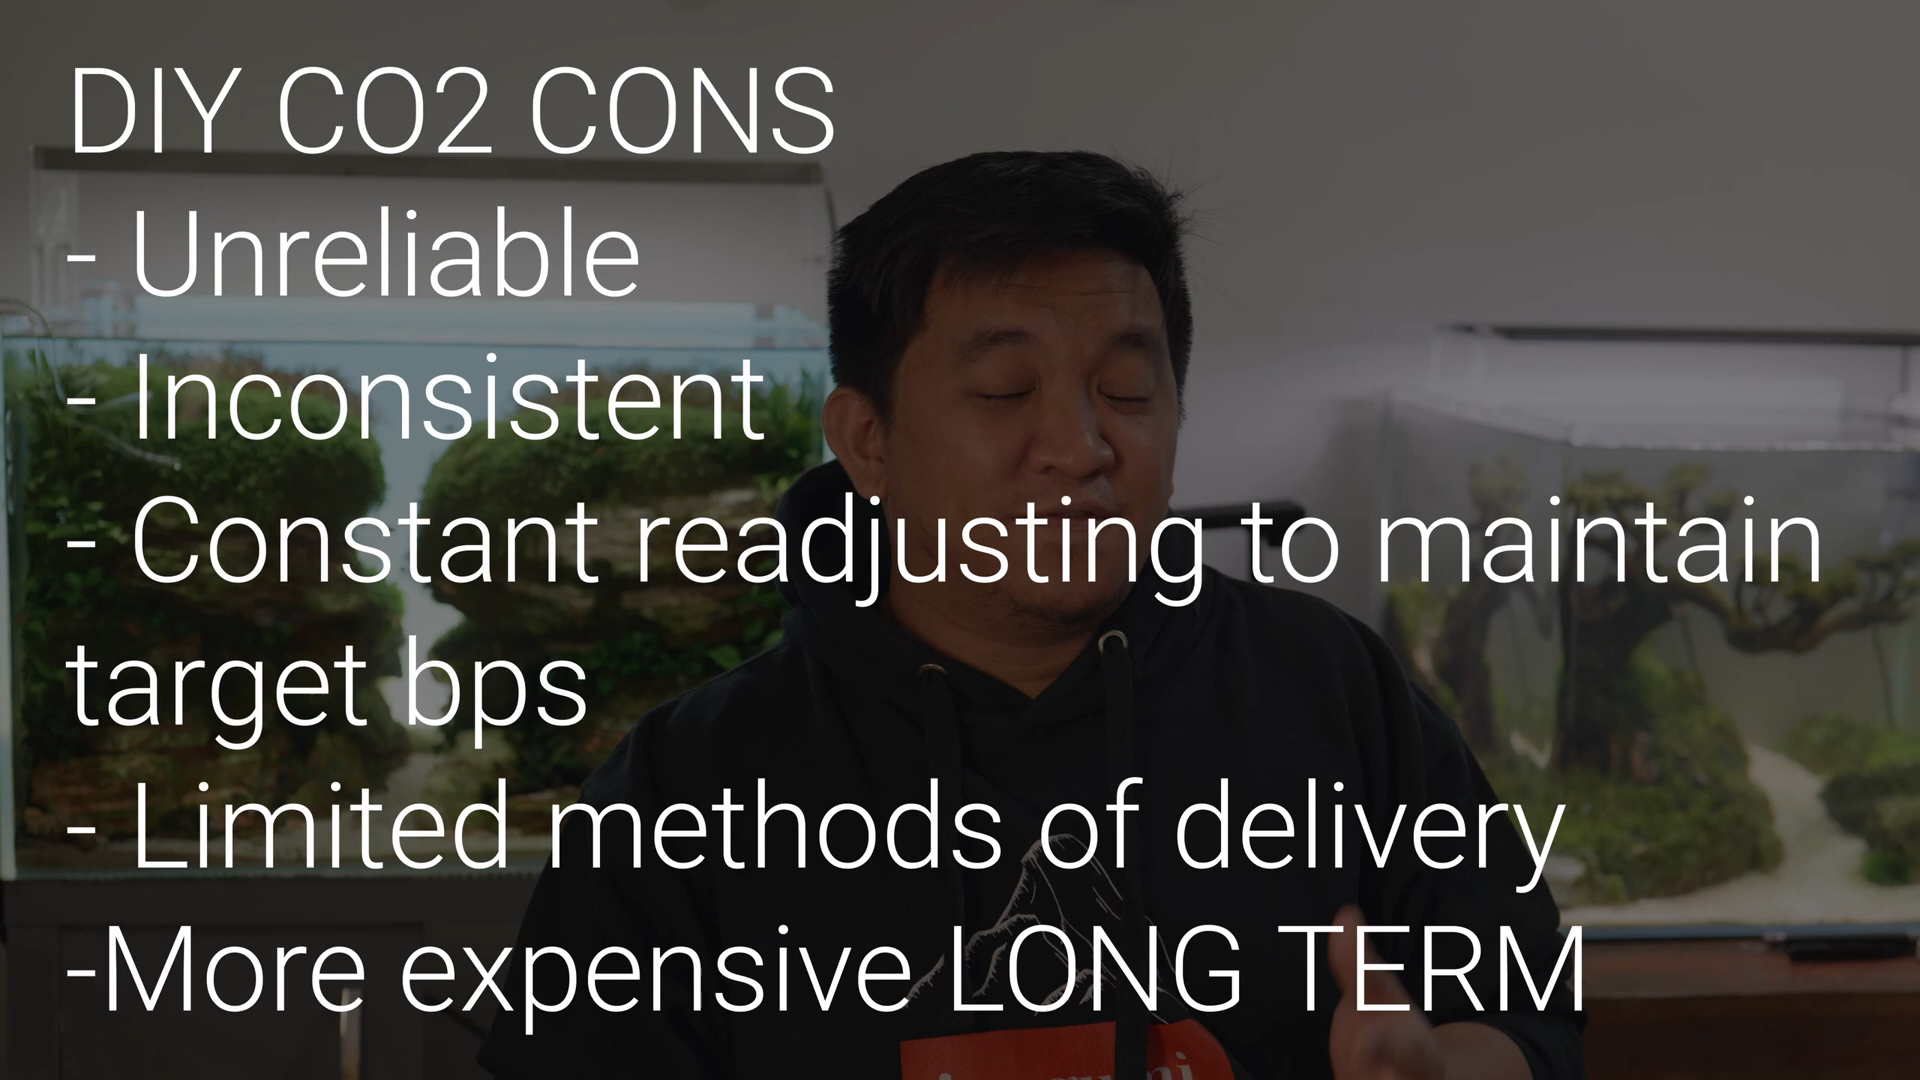 DIY CO2 CONS
- Unreliable
- Inconsistent
- Constant readjusting to maintain
target bps
- Limited methods of delivery
-More expensive LONG TERM